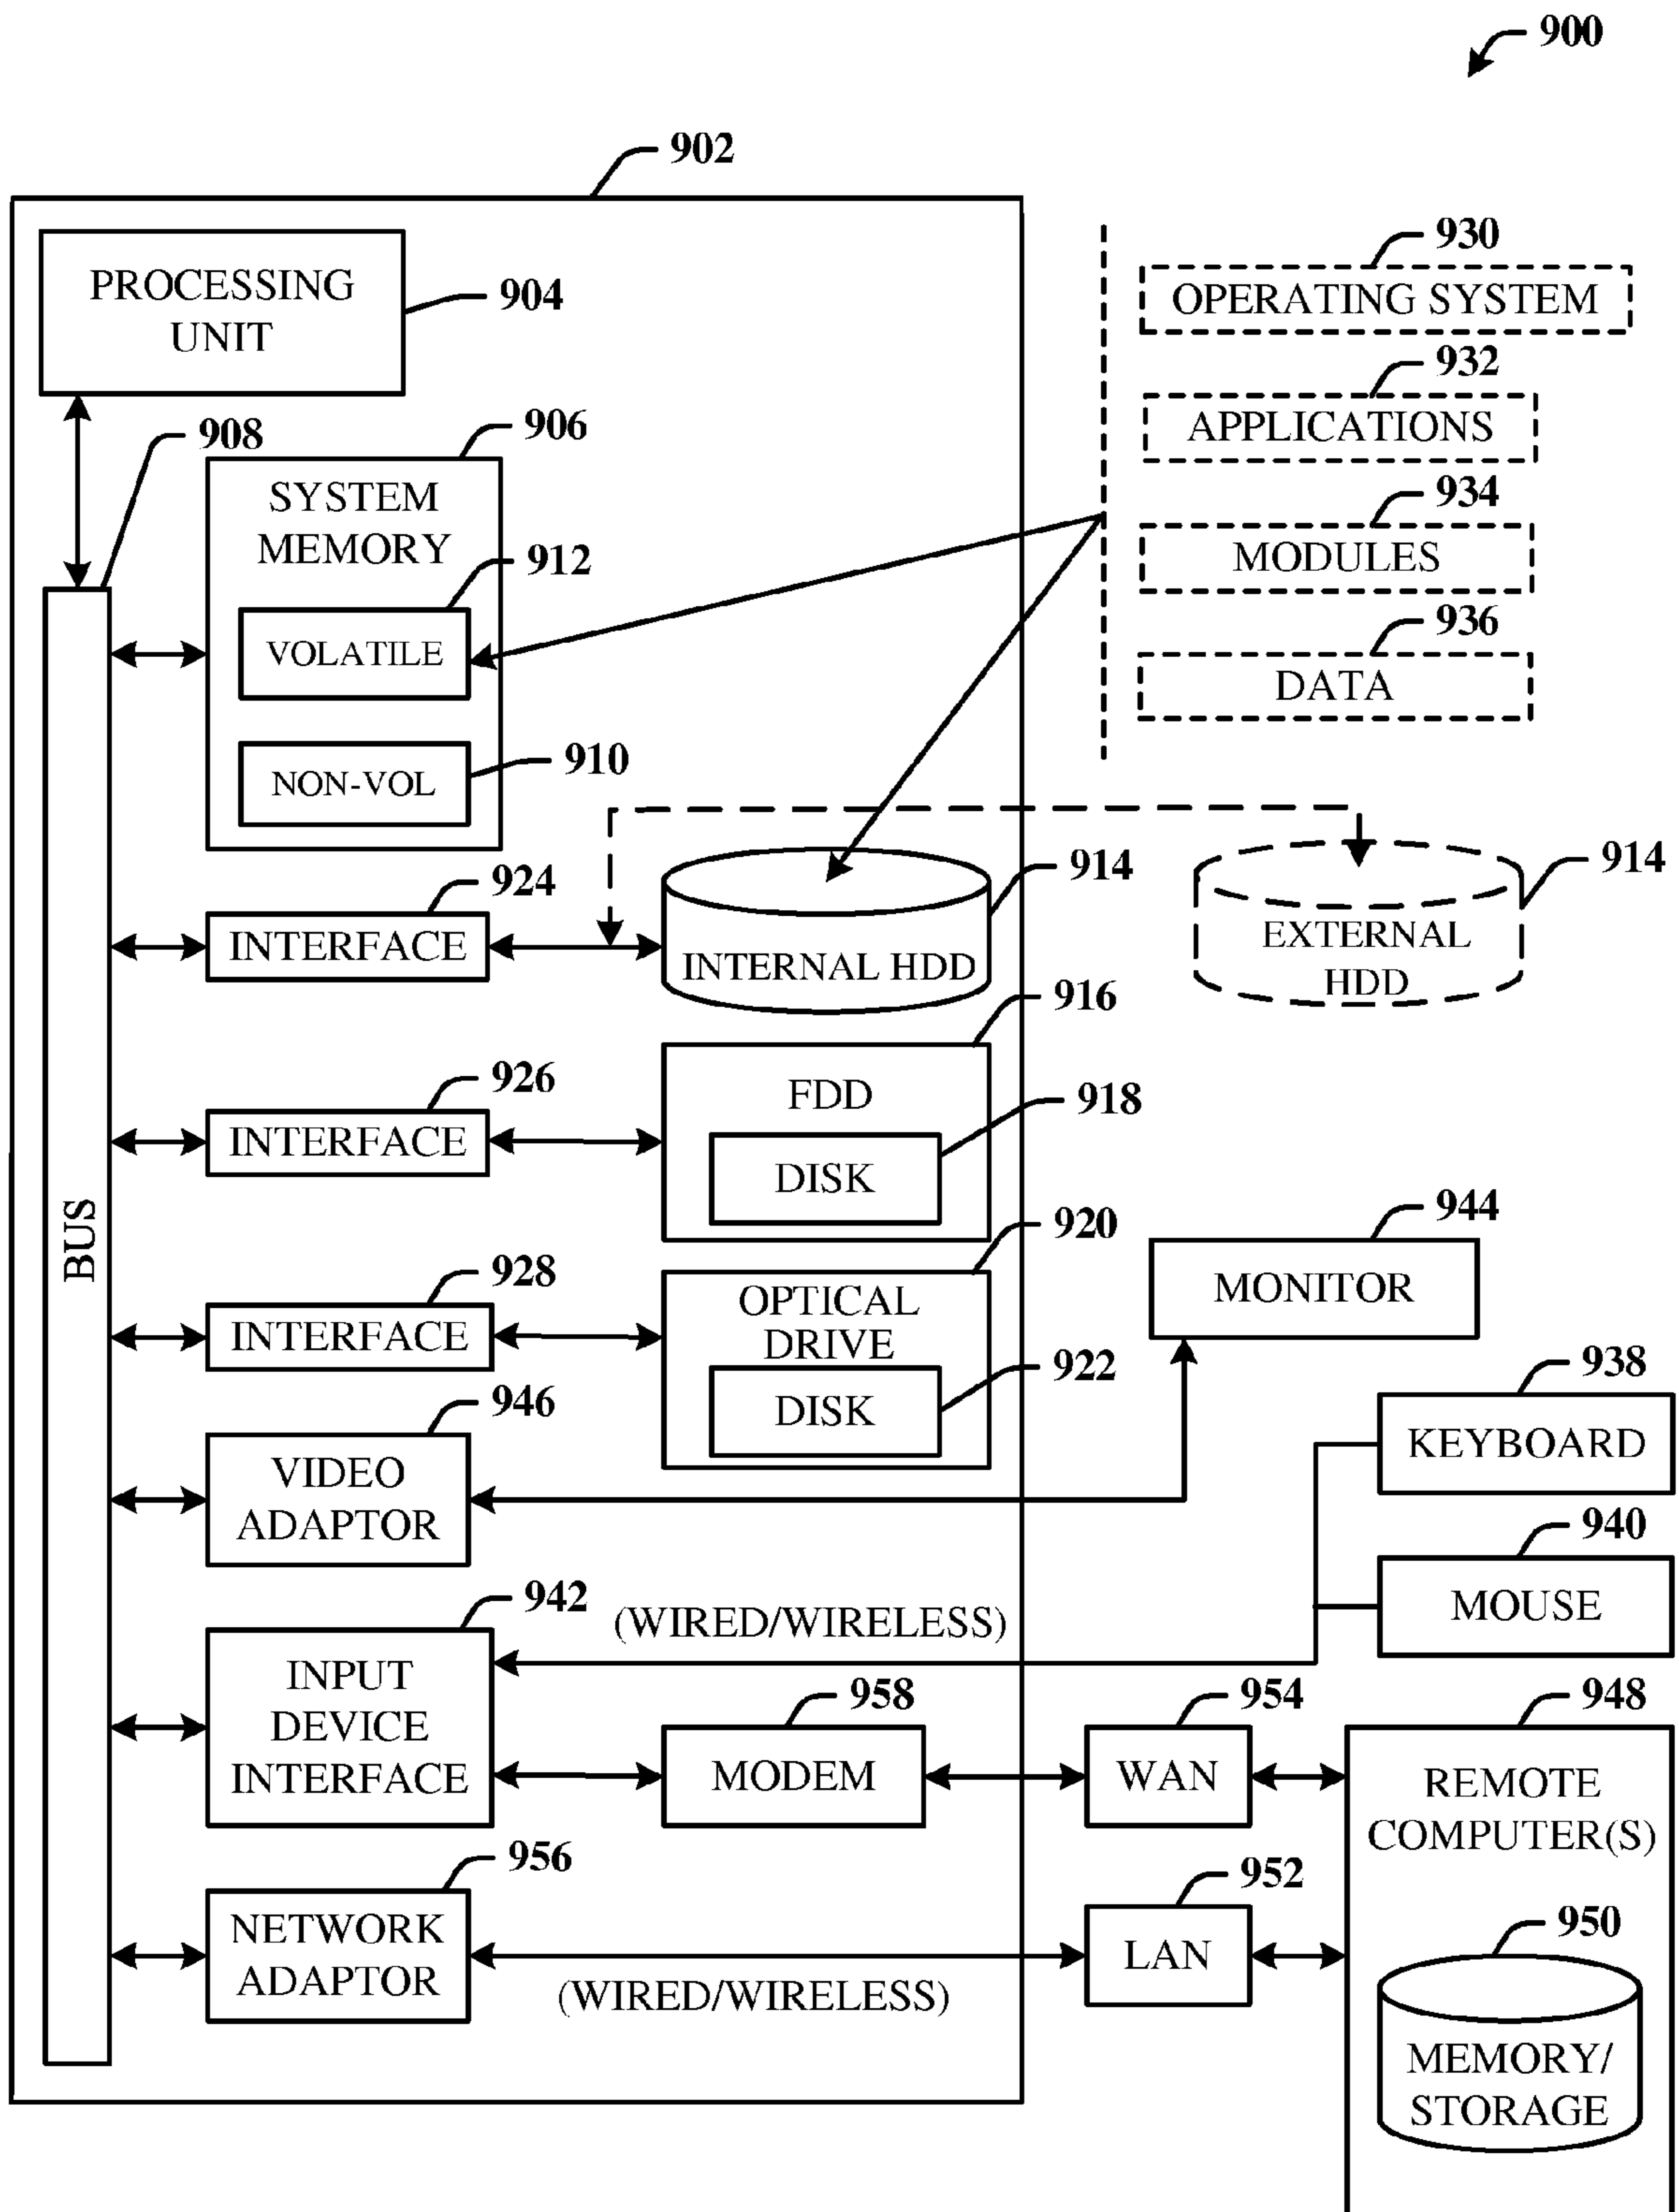 900
902
PROCESSING
UNIT
904
930
OPERATING SYSTEM
932
APPLICATIONS
934
MODULES
936
DATA
908
906
SYSTEM
MEMORY
912
VOLATILE
910
NON-VOL
924
INTERFACE
914
INTERNAL HDD
914
EXTERNAL
HDD
916
926
INTERFACE
FDD
918
DISK
BUS
920
928
INTERFACE
OPTICAL
DRIVE
922
DISK
944
MONITOR
938
KEYBOARD
946
VIDEO
ADAPTOR
940
MOUSE
942
(WIRED/WIRELESS)
INPUT
DEVICE
INTERFACE
958
MODEM
954
WAN
948
REMOTE
COMPUTER(S)
956
NETWORK
ADAPTOR
(WIRED/WIRELESS)
952
LAN
950
MEMORY/
STORAGE